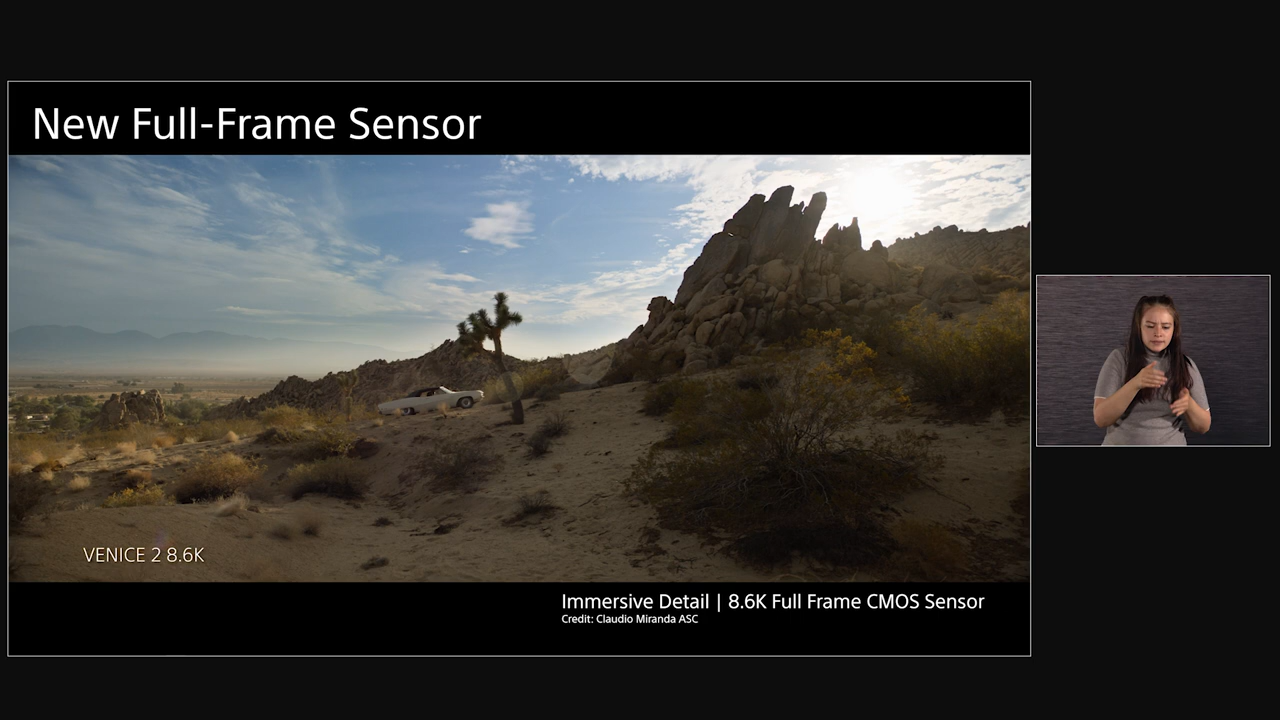 New Full-Frame Sensor
VENICE 2 8.6K
Immersive Detail | 8.6K Full Frame CMOS Sensor
Credit: Claudio Miranda ASC